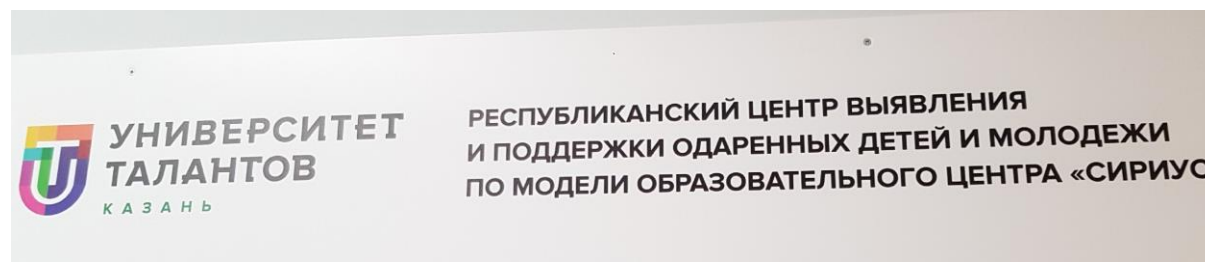 УНИВЕРСИТЕТ
ТАЛАНТОВ
КАЗАНЬ
РЕСПУБЛИКАНСКИЙ ЦЕНТР ВЫЯВЛЕНИЯ
И ПОДДЕРЖКИ ОДАРЕННЫХ ДЕТЕЙ И МОЛОДЕЖИ
ПО МОДЕЛИ ОБРАЗОВАТЕЛЬНОГО ЦЕНТРА «СИРИУС